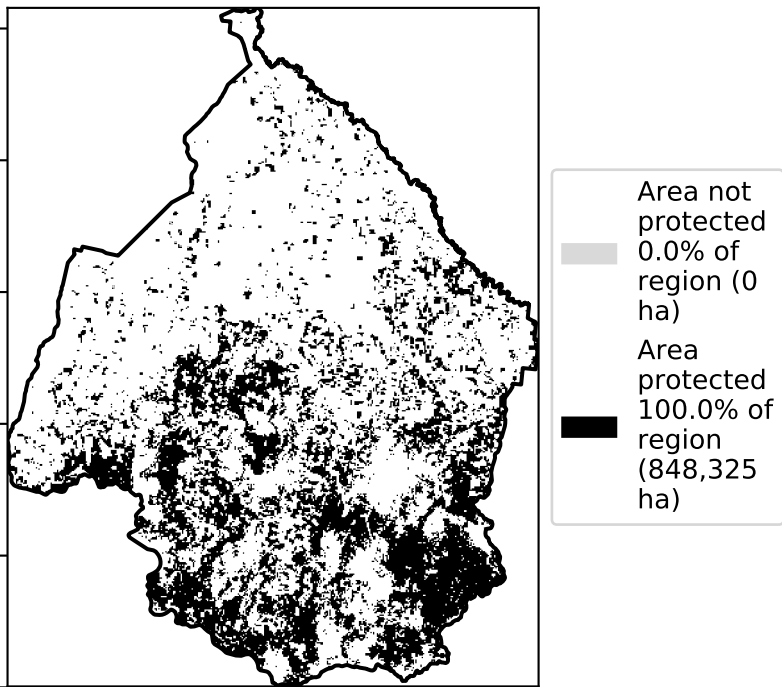 Area not
protected
0.0% of
region (0
ha)
Area
protected
100.0% of
region
(848,325
ha)